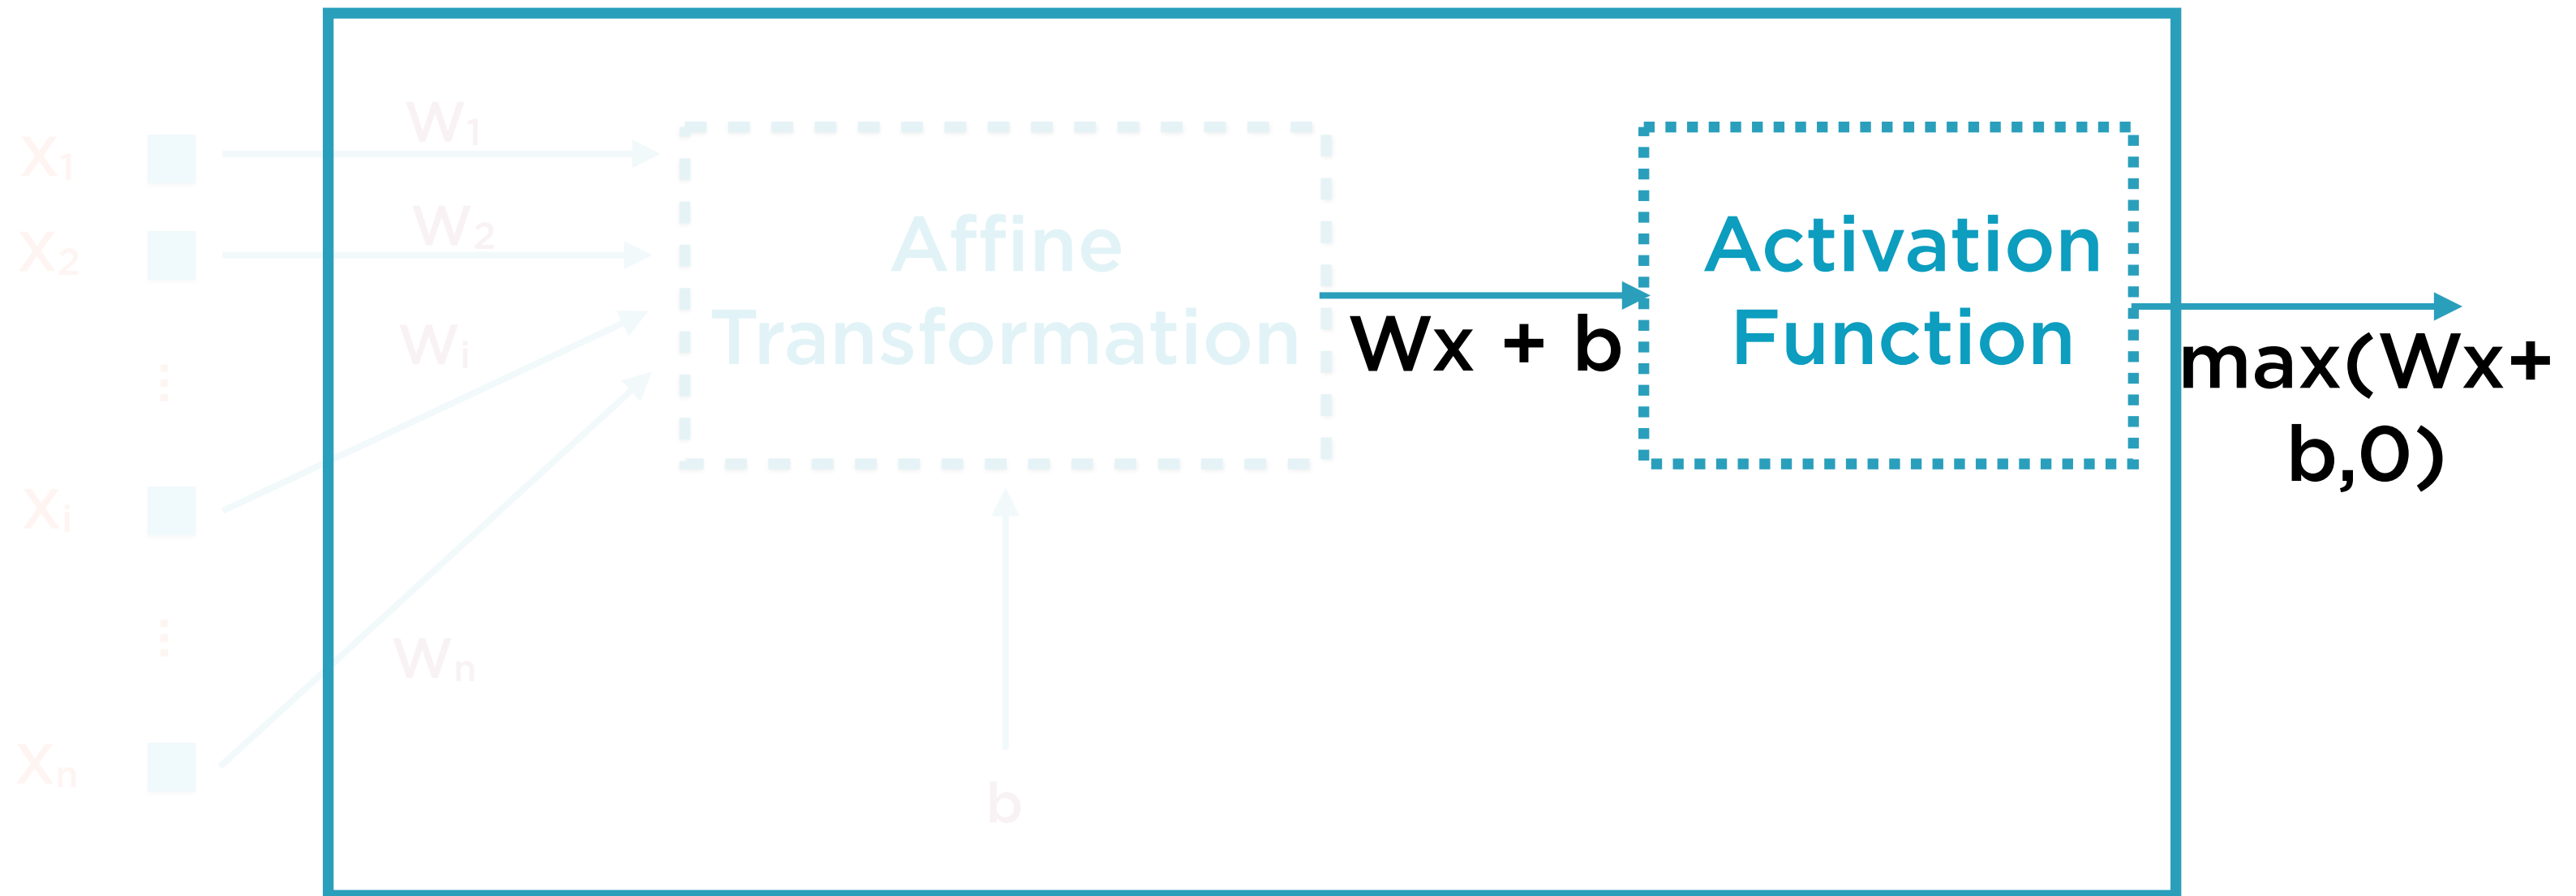 X₁
W₁
X₂
W₂
Affine
Transformation
Wᵢ
Wx + b
Activation
Function
max(Wx+
b,0)
⋮
Xᵢ
⋮
Wₙ
Xₙ
b